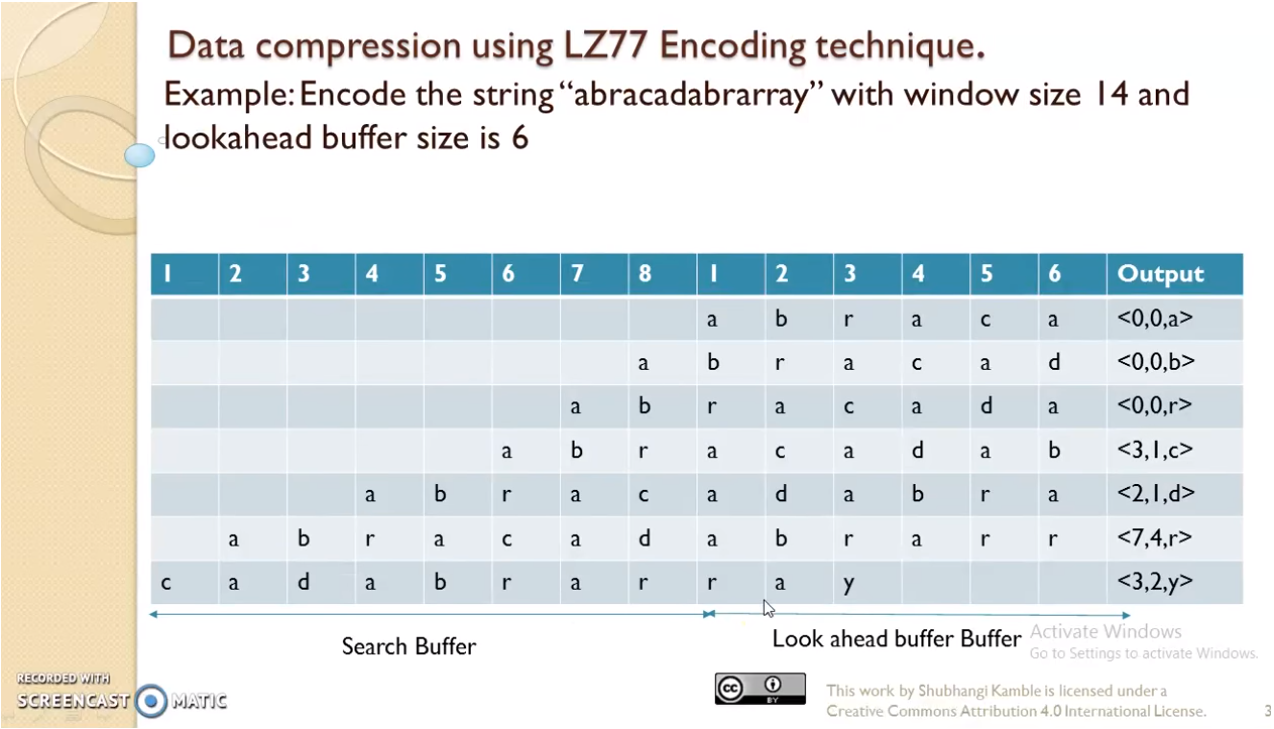 Data compression using LZ77 Encoding technique.
Example: Encode the string “abracadabrarray” with window size 14 and
lookahead buffer size is 6
1 2 3 4 5 6 7 8 1 2 3 4 5 6 Output
a b r a c a <0,0,a>
a b r a c a d <0,0,b>
a b r a c a d a <0,0,r>
a b r a c a d a b <3,1,c>
a b r a c a d a b r a <2,1,d>
a b r a c a d a b r a r r <7,4,r>
c a d a b r a r r a y <3,2,y>
Search Buffer
Look ahead buffer Buffer
Activate Windows
Go to Settings to activate Windows.
RECORDED WITH
SCREENCAST MATIC
cc
BY
This work by Shubhangi Kamble is licensed under a
Creative Commons Attribution 4.0 International License.
3